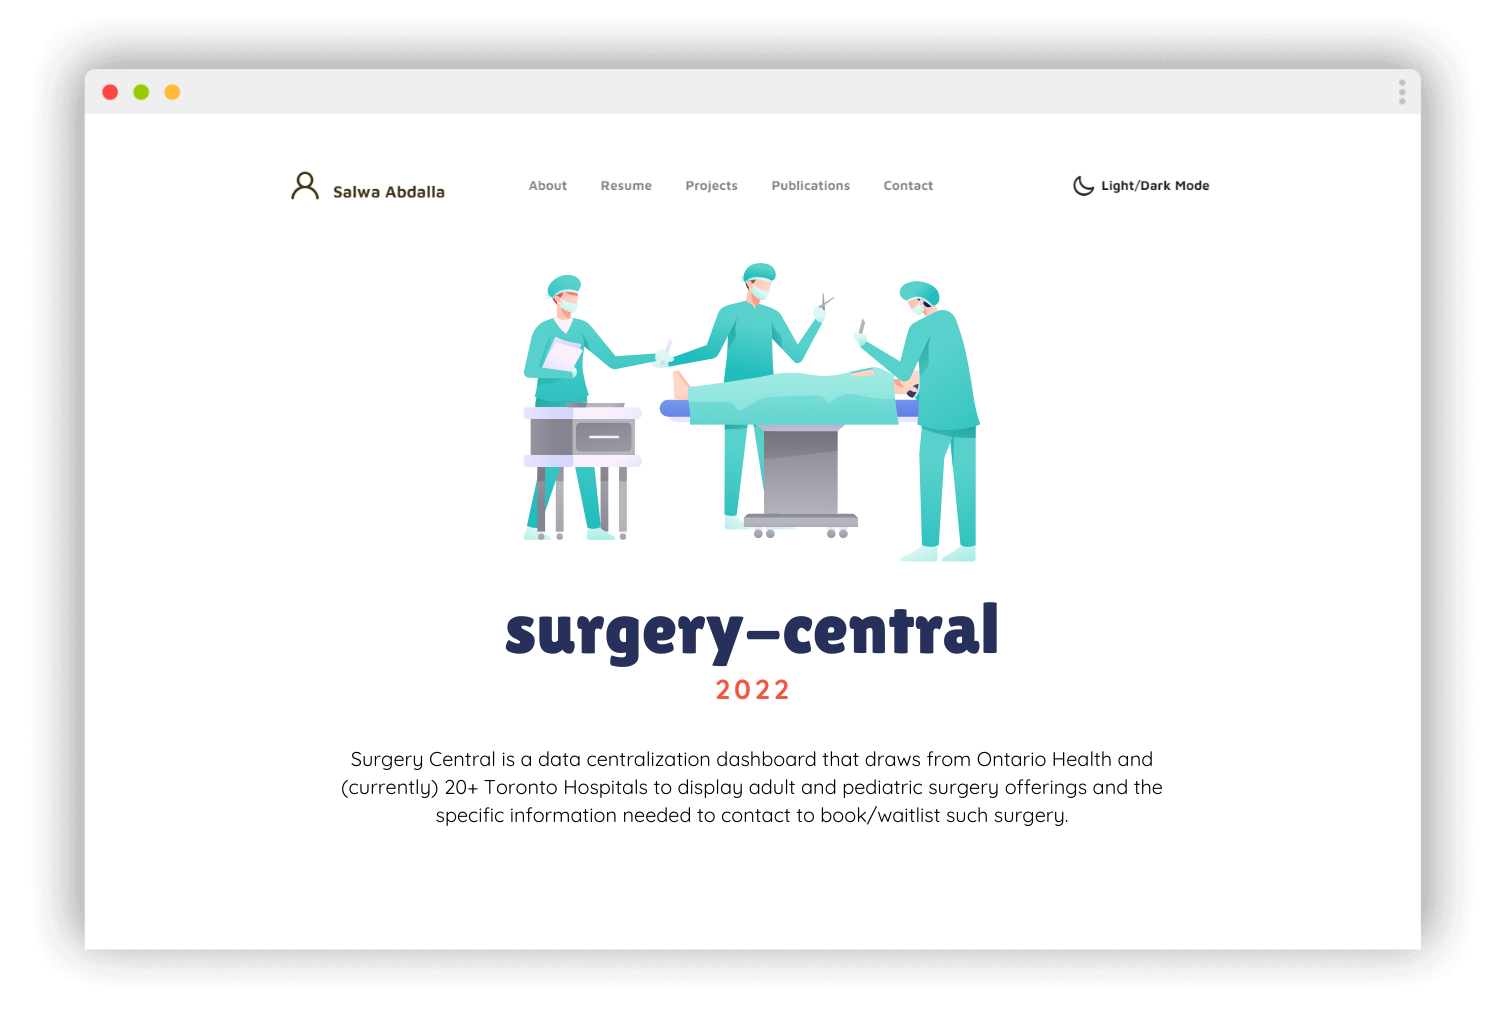 Salwa Abdalla
About Resume Projects Publications Contact
Light/Dark Mode
surgery-central
2022
Surgery Central is a data centralization dashboard that draws from Ontario Health and
(currently) 20+ Toronto Hospitals to display adult and pediatric surgery offerings and the
specific information needed to contact to book/waitlist such surgery.